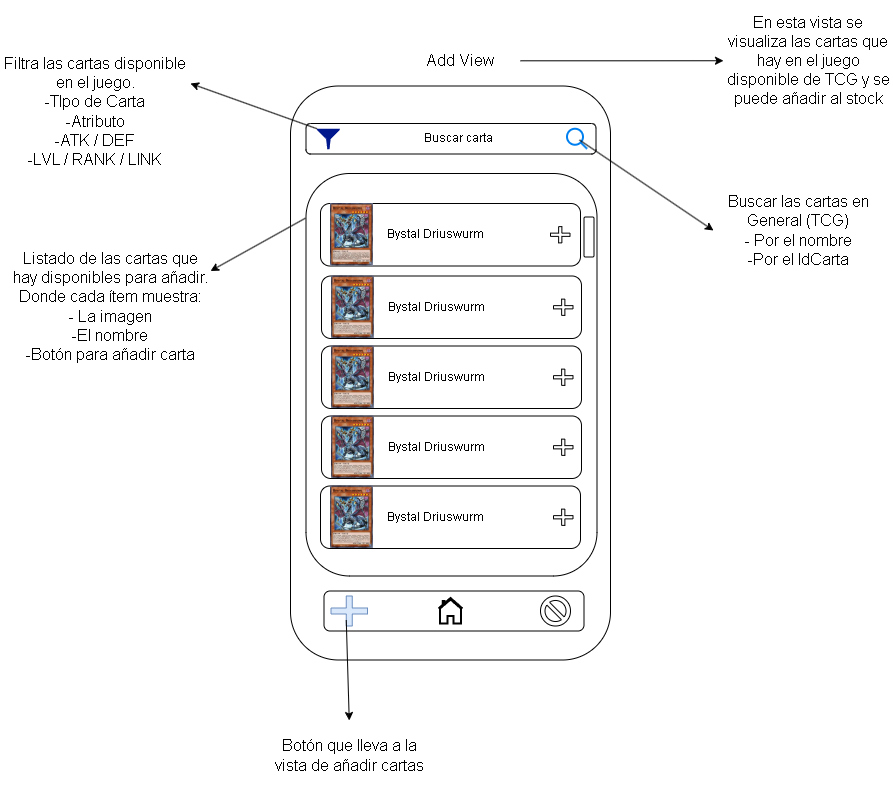 Add View
En esta vista se
visualiza las cartas que
hay en el juego
disponible de TCG y se
puede añadir al stock
Filtra las cartas disponible
en el juego.
-TIpo de Carta
-Atributo
-ATK / DEF
-LVL / RANK / LINK
Buscar carta
Buscar las cartas en
General (TCG)
- Por el nombre
-Por el IdCarta
Listado de las cartas que
hay disponibles para añadir.
Donde cada ítem muestra:
- La imagen
-El nombre
-Botón para añadir carta
Bystal Driuswurm
Bystal Driuswurm
Bystal Driuswurm
Bystal Driuswurm
Bystal Driuswurm
Botón que lleva a la
vista de añadir cartas